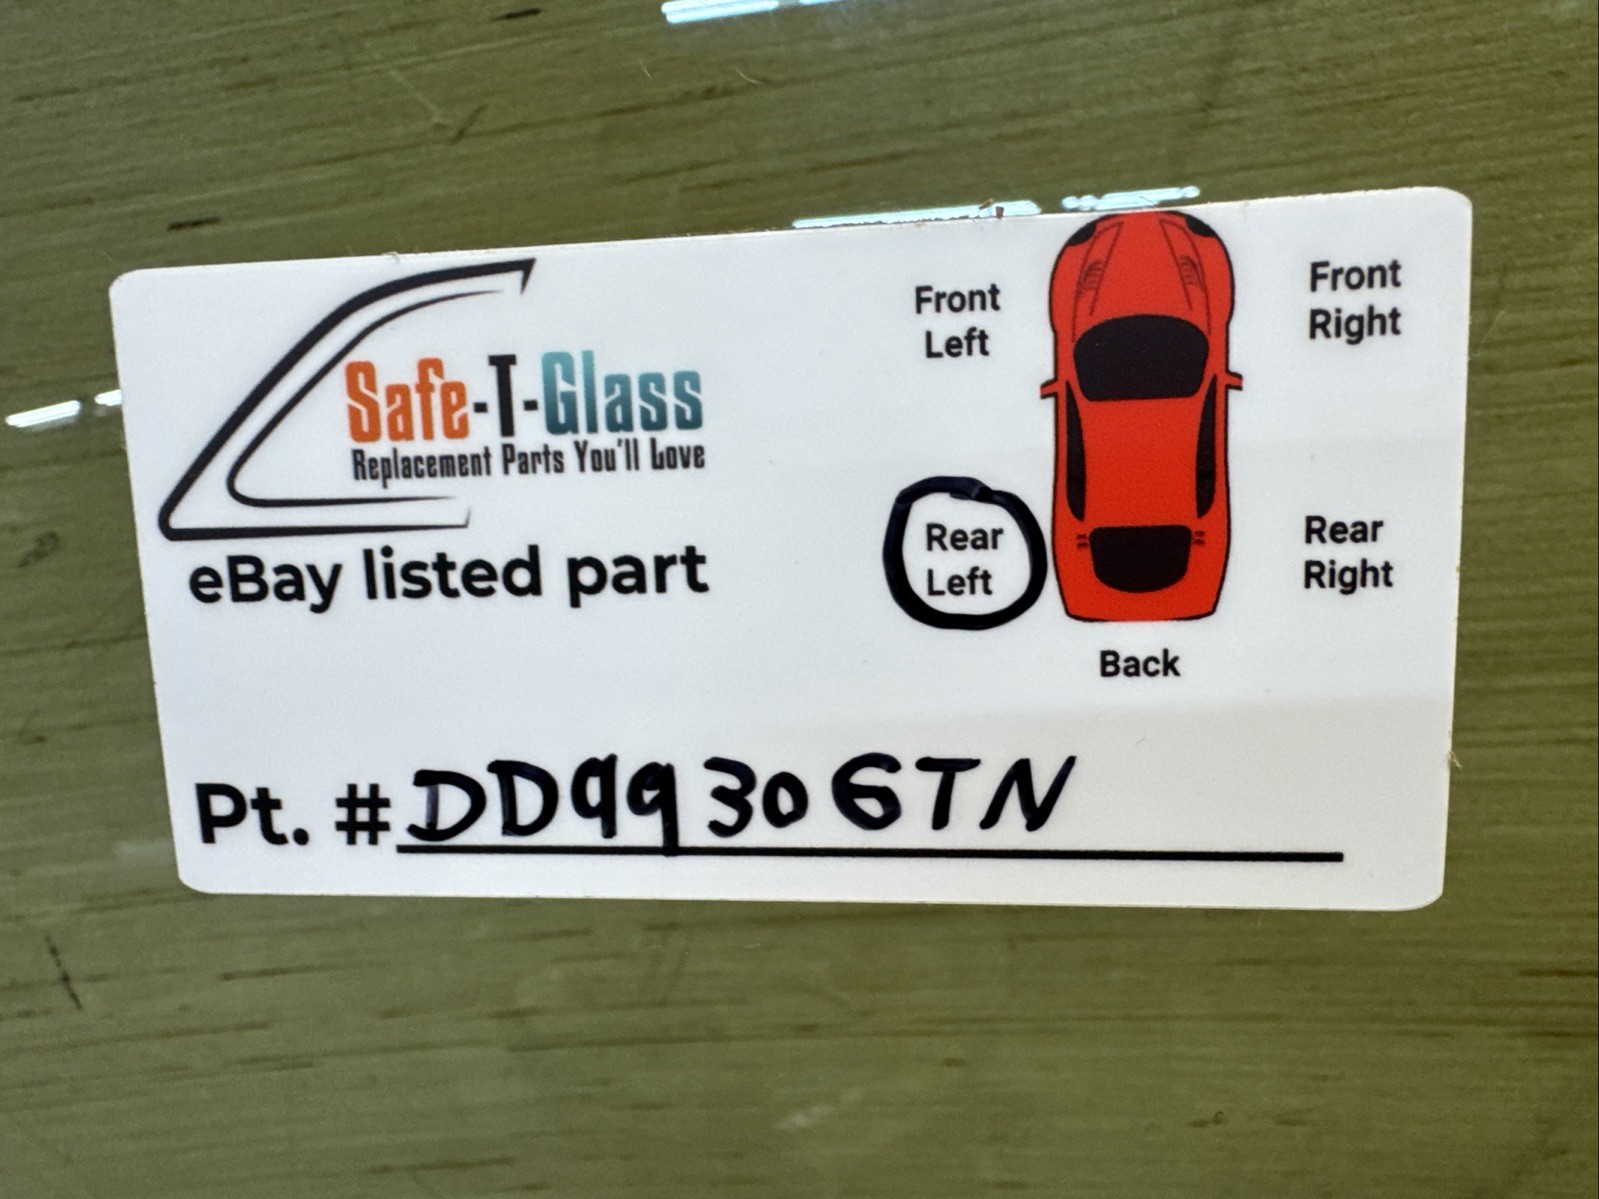 Safe-T-Glass
Replacement Parts You'll Love
eBay listed part
Front
Left
Front
Right
Rear
Left
Rear
Right
Back
Pt. # DD99306TN